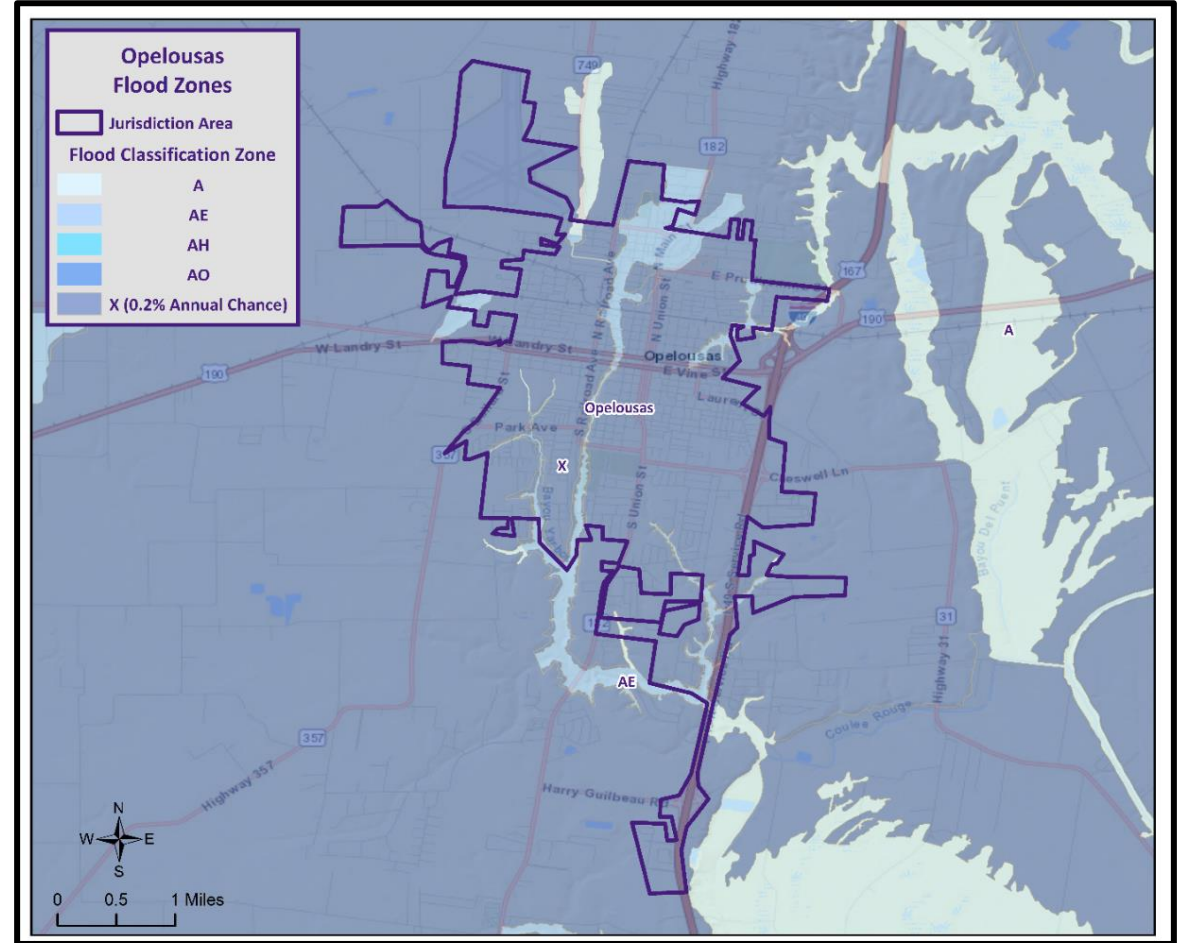 Opelousas
Flood Zones
Jurisdiction Area
Flood Classification Zone
A
AE
AH
AO
X (0.2% Annual Chance)
749
Highway 182
182
167
190
A
E Pru
N Main
N Railroad Ave
N Union St
W Landry St
W Landry St
Opelousas
E Vine St
190
Laurel
Opelousas
S Railroad Ave
Park Ave
357
X
Creswell Ln
S Union St
Bayou Del Puent
31
Highway 31
182
AE
Coulee Rouge
357
Highway 357
Harry Guilbeau Rd
N
W
E
S
0
0.5
1 Miles